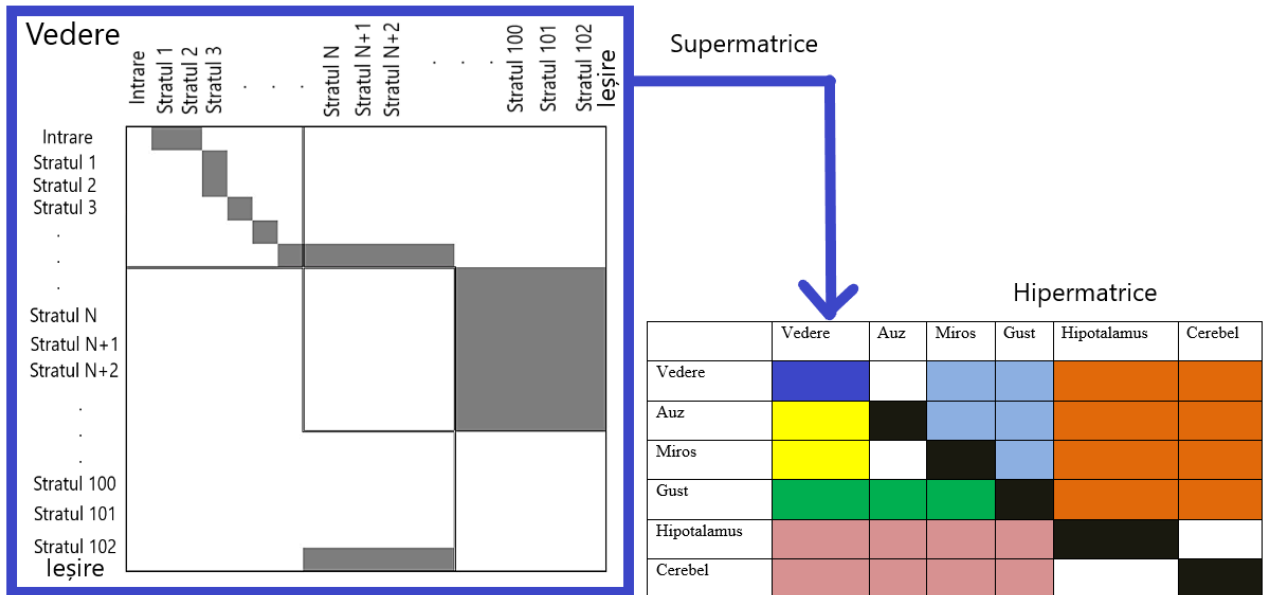 Vedere
Intrare
Stratul 1
Stratul 2
Stratul 3
. . .
Stratul N
Stratul N+1
Stratul N+2
. . .
Stratul 100
Stratul 101
Stratul 102
Ieșire
Intrare
Stratul 1
Stratul 2
Stratul 3
.
.
.
Stratul N
Stratul N+1
Stratul N+2
.
.
.
Stratul 100
Stratul 101
Stratul 102
Ieșire
Supermatrice
Hipermatrice
Vedere Auz Miros Gust Hipotalamus Cerebel
Vedere
Auz
Miros
Gust
Hipotalamus
Cerebel